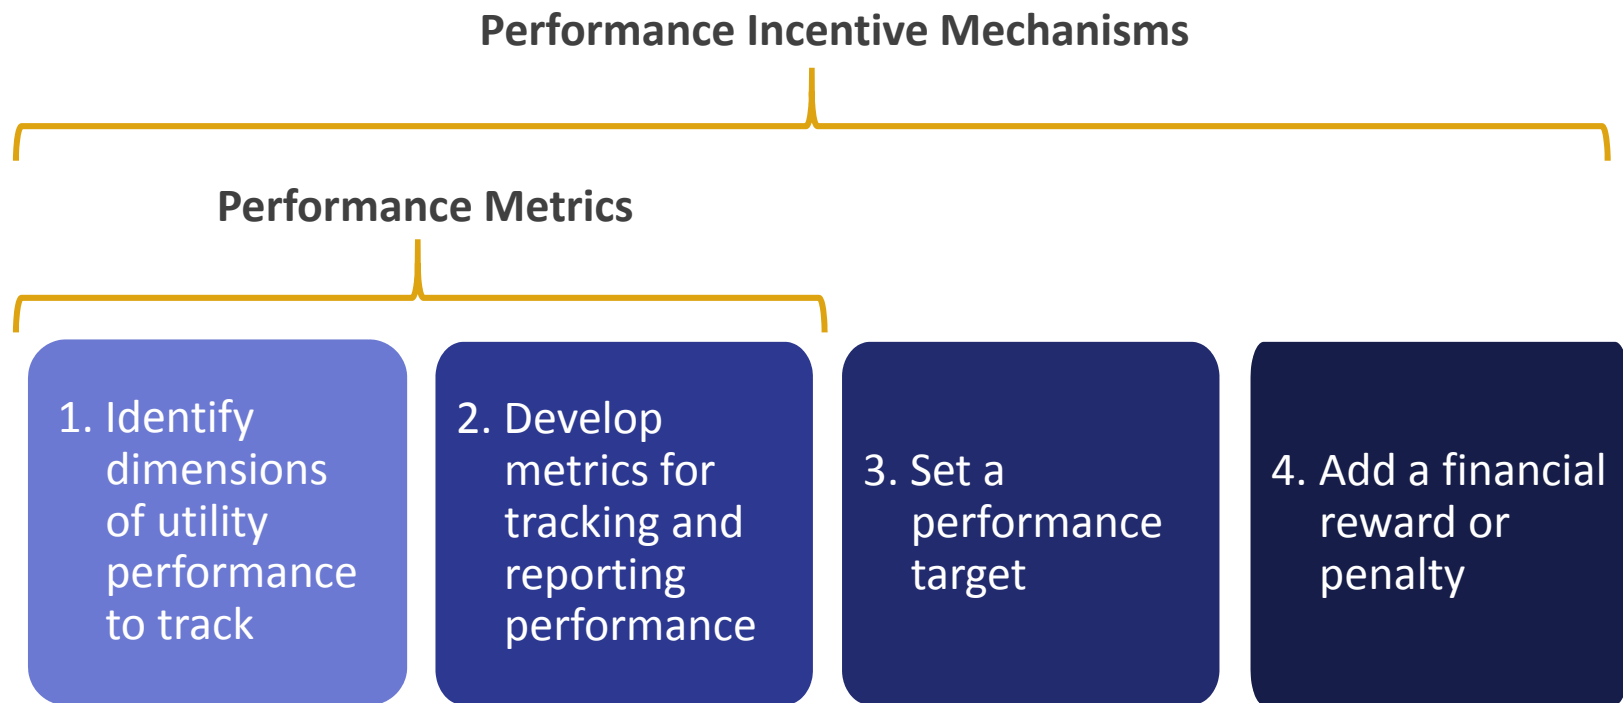 Performance Incentive Mechanisms
Performance Metrics
1. Identify
dimensions
of utility
performance
to track
2. Develop
metrics for
tracking and
reporting
performance
3. Set a
performance
target
4. Add a financial
reward or
penalty